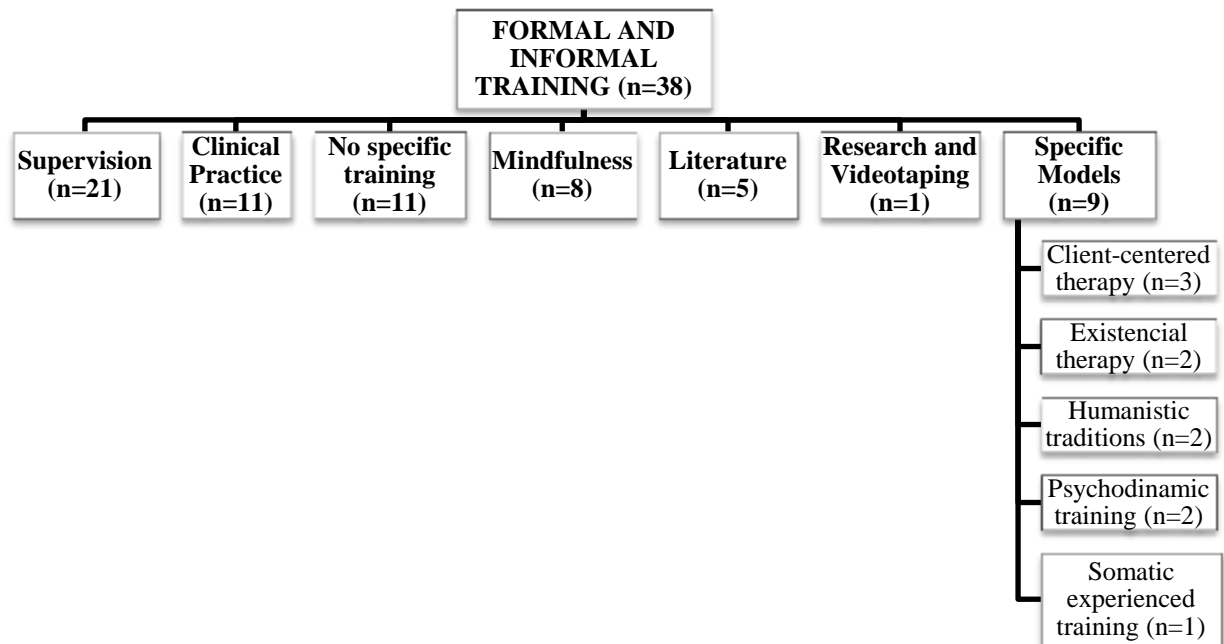 FORMAL AND
INFORMAL
TRAINING (n=38)
Supervision
(n=21)
Clinical
Practice
(n=11)
No specific
training
(n=11)
Mindfulness
(n=8)
Literature
(n=5)
Research and
Videotaping
(n=1)
Specific
Models
(n=9)
Client-centered
therapy (n=3)
Existencial
therapy (n=2)
Humanistic
traditions (n=2)
Psychodinamic
training (n=2)
Somatic
experienced
training (n=1)